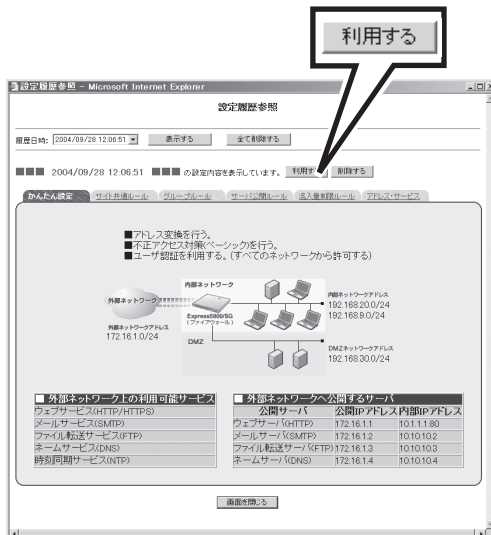 利用する
設定履歴参照 - Microsoft Internet Explorer
設定履歴参照
履歴日時: 2004/09/28 12:06:51 表示する 全て削除する
■■■ 2004/09/28 12:06:51 ■■■ の設定内容を表示しています。 利用する 削除する
かんたん設定 サイト共通ルール グループルール サーバ公開ルール 流入量制限ルール アドレス・サービス
■アドレス変換を行う。
■不正アクセス対策(ベーシック)を行う。
■ユーザ認証を利用する。(すべてのネットワークから許可する)
内部ネットワーク
外部ネットワーク
Express5800/SG
(ファイアウォール)
内部ネットワークアドレス
192.168.20.0/24
192.168.9.0/24
外部ネットワークアドレス
172.16.1.0/24
DMZ
DMZネットワークアドレス
192.168.30.0/24
■ 外部ネットワーク上の利用可能サービス
ウェブサービス(HTTP/HTTPS)
メールサービス(SMTP)
ファイル転送サービス(FTP)
ネームサービス(DNS)
時刻同期サービス(NTP)
■ 外部ネットワークへ公開するサーバ
公開サーバ 公開IPアドレス 内部IPアドレス
ウェブサーバ(HTTP) 172.16.1.1 10.1.1.80
メールサーバ(SMTP) 172.16.1.2 10.10.10.2
ファイル転送サーバ(FTP) 172.16.1.3 10.10.10.3
ネームサーバ(DNS) 172.16.1.4 10.10.10.4
画面を閉じる